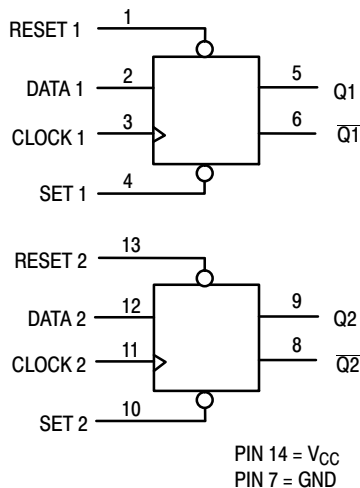 RESET 1 1
DATA 1 2 5 Q1
CLOCK 1 3 6 Q1̅
SET 1 4
RESET 2 13
DATA 2 12 9 Q2
CLOCK 2 11 8 Q2̅
SET 2 10
PIN 14 = VCC
PIN 7 = GND